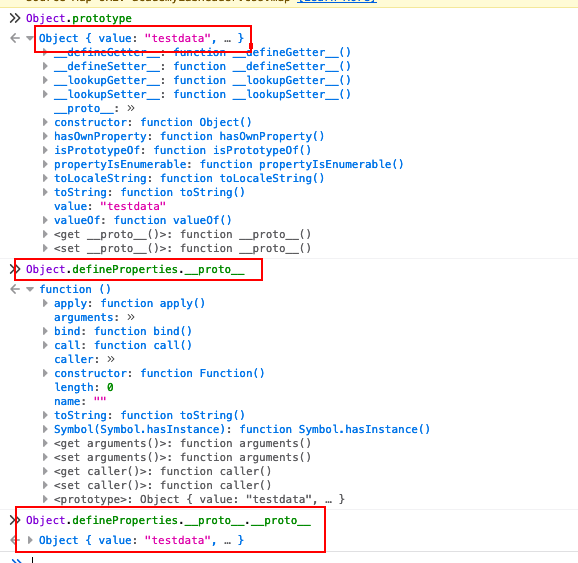 Object.prototype
Object { value: "testdata", … }
__defineGetter__: function __defineGetter__()
__defineSetter__: function __defineSetter__()
__lookupGetter__: function __lookupGetter__()
__lookupSetter__: function __lookupSetter__()
__proto__: »
constructor: function Object()
hasOwnProperty: function hasOwnProperty()
isPrototypeOf: function isPrototypeOf()
propertyIsEnumerable: function propertyIsEnumerable()
toLocaleString: function toLocaleString()
toString: function toString()
value: "testdata"
valueOf: function valueOf()
<get __proto__()>: function __proto__()
<set __proto__()>: function __proto__()
Object.defineProperties.__proto__
function ()
apply: function apply()
arguments: »
bind: function bind()
call: function call()
caller: »
constructor: function Function()
length: 0
name: ""
toString: function toString()
Symbol(Symbol.hasInstance): function Symbol.hasInstance()
<get arguments()>: function arguments()
<set arguments()>: function arguments()
<get caller()>: function caller()
<set caller()>: function caller()
<prototype>: Object { value: "testdata", … }
Object.defineProperties.__proto__.__proto__
Object { value: "testdata", … }